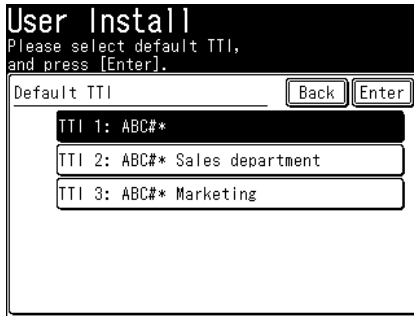 User Install
Please select default TTI,
and press [Enter].
Default TTI
Back
Enter
TTI 1: ABC#*
TTI 2: ABC#* Sales department
TTI 3: ABC#* Marketing